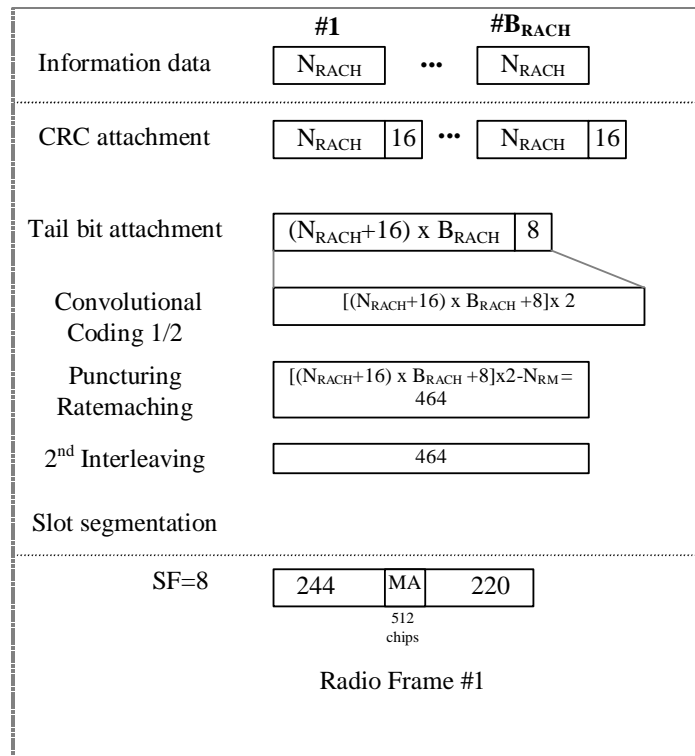 #1 #B_RACH
Information data N_RACH ••• N_RACH
CRC attachment N_RACH 16 ••• N_RACH 16
Tail bit attachment (N_RACH+16) x B_RACH 8
Convolutional
Coding 1/2
[(N_RACH+16) x B_RACH +8]x 2
Puncturing
Ratemaching
[(N_RACH+16) x B_RACH +8]x2-N_RM =
464
2nd Interleaving 464
Slot segmentation
SF=8 244 MA 220
512
chips
Radio Frame #1